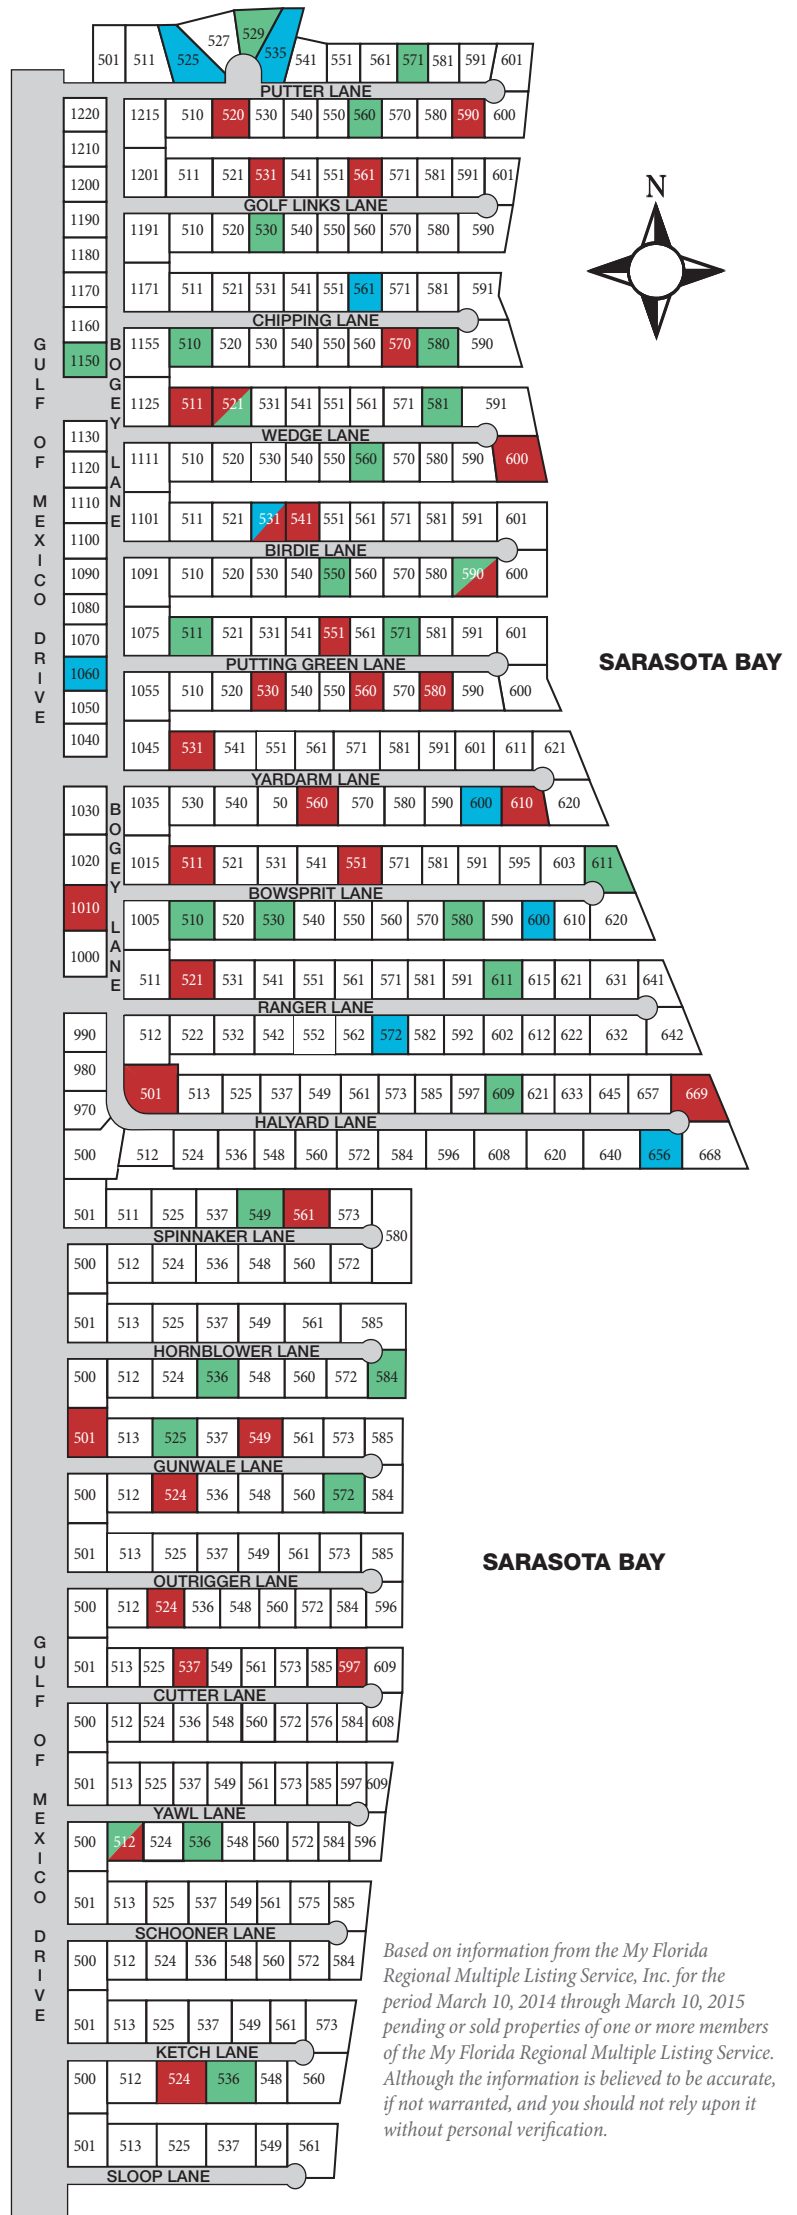 501 511 525 527 529 535 541 551 561 571 581 591 601
PUTTER LANE
1220 1215 510 520 530 540 550 560 570 580 590 600
1210
1200 1201 511 521 531 541 551 561 571 581 591 601
GOLF LINKS LANE
1190 1191 510 520 530 540 550 560 570 580 590
1180
1170 1171 511 521 531 541 551 561 571 581 591
CHIPPING LANE
1160 1155 510 520 530 540 550 560 570 580 590
1150
1125 511 521 531 541 551 561 571 581 591
WEDGE LANE
1130
1120 1111 510 520 530 540 550 560 570 580 590 600
1110
1100 1101 511 521 531 541 551 561 571 581 591 601
BIRDIE LANE
1090 1091 510 520 530 540 550 560 570 580 590 600
1080
1070 1075 511 521 531 541 551 561 571 581 591 601
PUTTING GREEN LANE
1060
1050 1055 510 520 530 540 550 560 570 580 590 600
1040 1045 531 541 551 561 571 581 591 601 611 621
YARDARM LANE
1030 1035 530 540 50 560 570 580 590 600 610 620
1020 1015 511 521 531 541 551 571 581 591 595 603 611
BOWSPRIT LANE
1010 1005 510 520 530 540 550 560 570 580 590 600 610 620
1000
511 521 531 541 551 561 571 581 591 611 615 621 631 641
RANGER LANE
990 512 522 532 542 552 562 572 582 592 602 612 622 632 642
980
970 501 513 525 537 549 561 573 585 597 609 621 633 645 657 669
HALYARD LANE
500 512 524 536 548 560 572 584 596 608 620 640 656 668
501 511 525 537 549 561 573 580
SPINNAKER LANE
500 512 524 536 548 560 572
501 513 525 537 549 561 585
HORNBLOWER LANE
500 512 524 536 548 560 572 584
501 513 525 537 549 561 573 585
GUNWALE LANE
500 512 524 536 548 560 572 584
501 513 525 537 549 561 573 585
OUTRIGGER LANE
500 512 524 536 548 560 572 584 596
501 513 525 537 549 561 573 585 597 609
CUTTER LANE
500 512 524 536 548 560 572 576 584 608
501 513 525 537 549 561 573 585 597 609
YAWL LANE
500 512 524 536 548 560 572 584 596
501 513 525 537 549 561 575 585
SCHOONER LANE
500 512 524 536 548 560 572 584
501 513 525 537 549 561 573
KETCH LANE
500 512 524 536 548 560
501 513 525 537 549 561
SLOOP LANE
GULF OF MEXICO DRIVE
BOGEY LANE
BOGEY LANE
GULF OF MEXICO DRIVE
N
SARASOTA BAY
SARASOTA BAY
Based on information from the My Florida
Regional Multiple Listing Service, Inc. for the
period March 10, 2014 through March 10, 2015
pending or sold properties of one or more members
of the My Florida Regional Multiple Listing Service.
Although the information is believed to be accurate,
if not warranted, and you should not rely upon it
without personal verification.